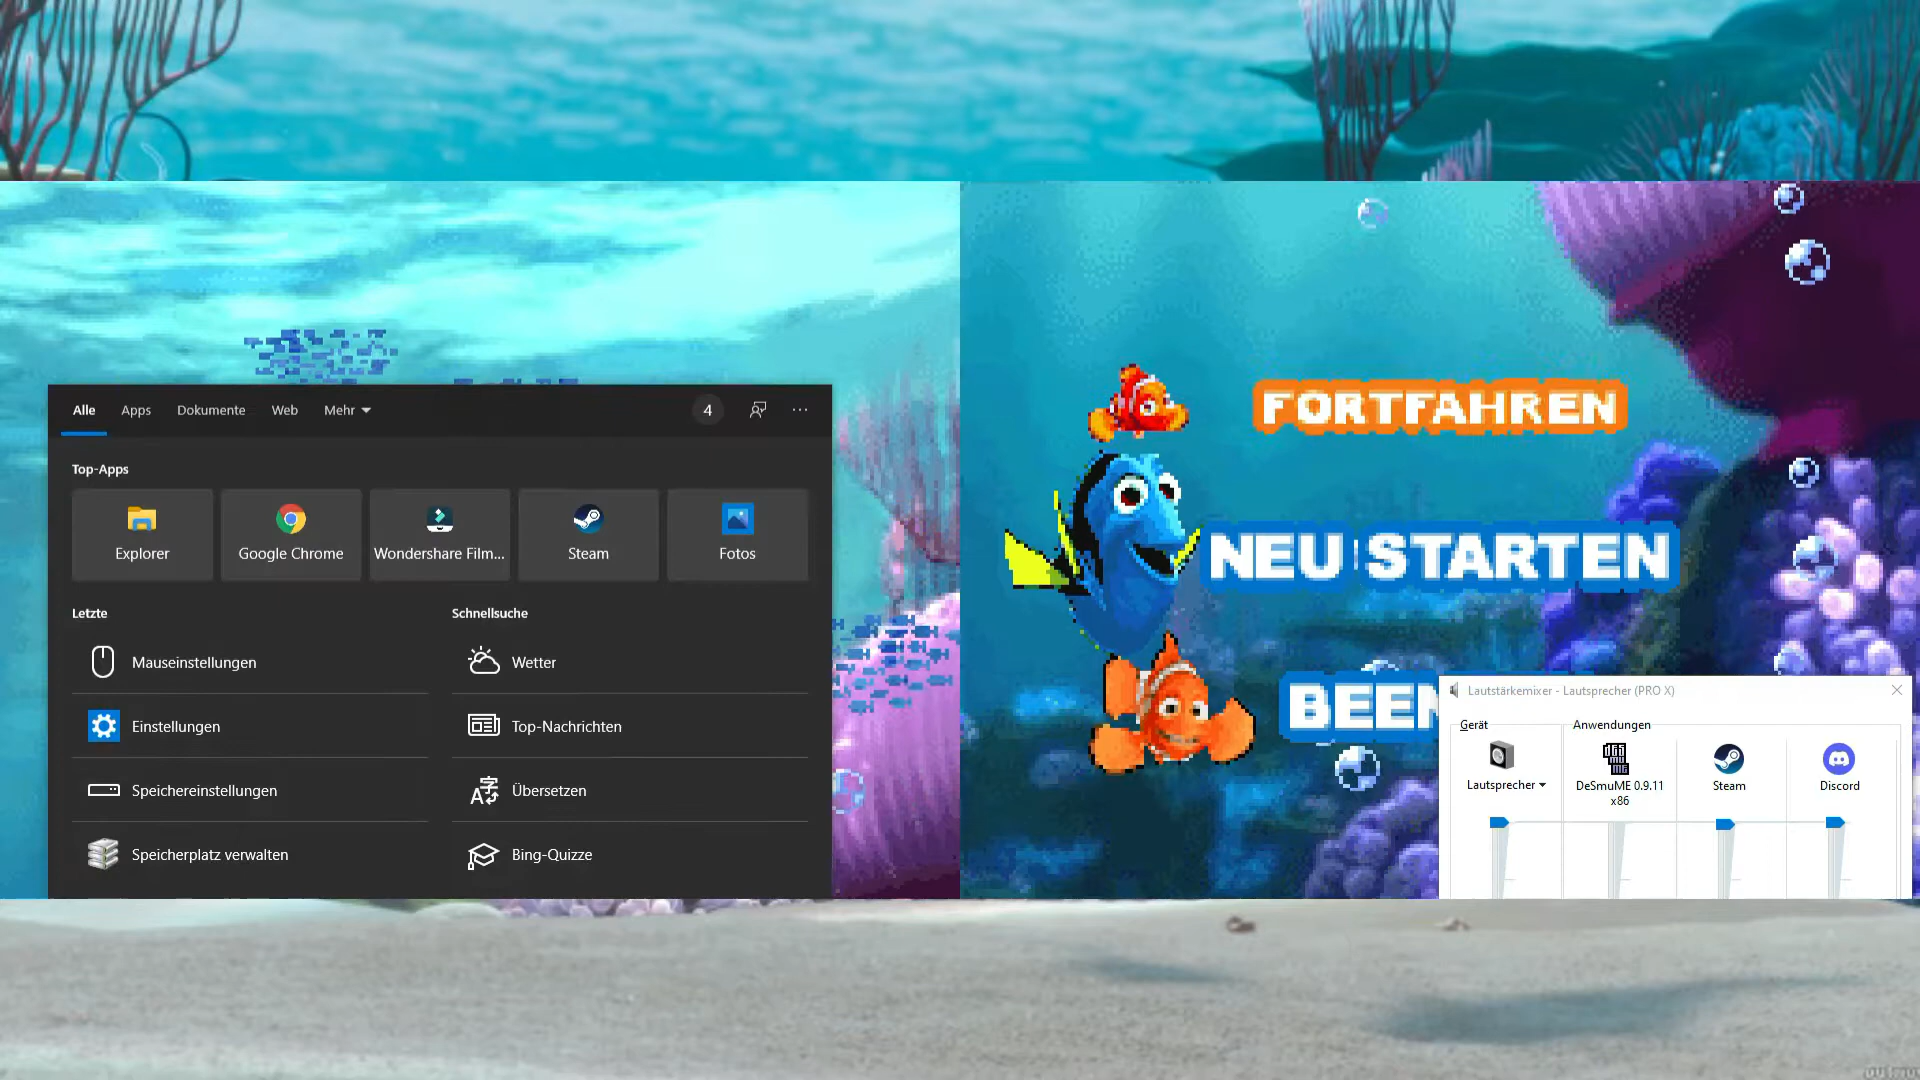 Alle Apps Dokumente Web Mehr 4
Top-Apps
Explorer Google Chrome Wondershare Film... Steam Fotos
Letzte
Mauseinstellungen
Einstellungen
Speichereinstellungen
Speicherplatz verwalten
Schnellsuche
Wetter
Top-Nachrichten
Übersetzen
Bing-Quizze
FORTFAHREN
NEU STARTEN
BEEN
Lautstärkemixer - Lautsprecher (PRO X)
Gerät Anwendungen
Lautsprecher
DeSmuME 0.9.11
x86
Steam
Discord